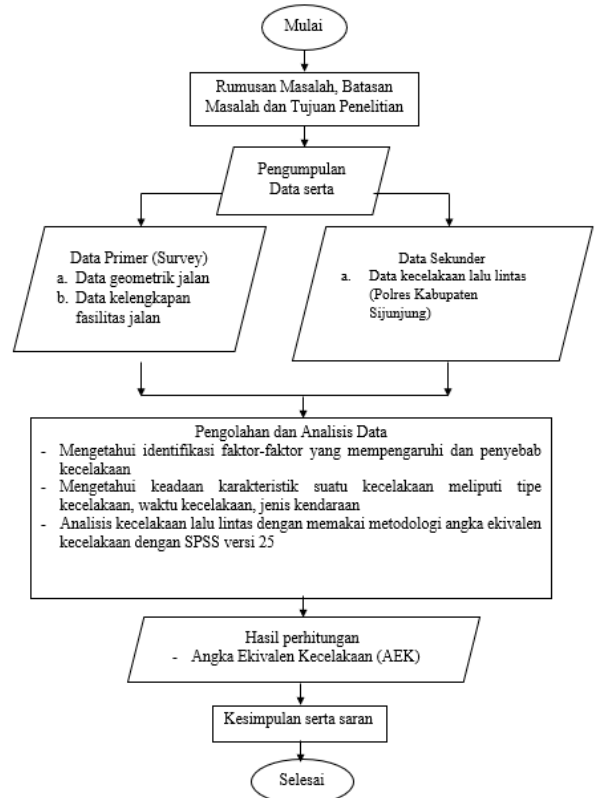 Mulai
Rumusan Masalah, Batasan
Masalah dan Tujuan Penelitian
Pengumpulan
Data serta
Data Primer (Survey)
a. Data geometrik jalan
b. Data kelengkapan
fasilitas jalan
Data Sekunder
a. Data kecelakaan lalu lintas
(Polres Kabupaten
Sijunjung)
Pengolahan dan Analisis Data
- Mengetahui identifikasi faktor-faktor yang mempengaruhi dan penyebab
kecelakaan
- Mengetahui keadaan karakteristik suatu kecelakaan meliputi tipe
kecelakaan, waktu kecelakaan, jenis kendaraan
- Analisis kecelakaan lalu lintas dengan memakai metodologi angka ekivalen
kecelakaan dengan SPSS versi 25
Hasil perhitungan
- Angka Ekivalen Kecelakaan (AEK)
Kesimpulan serta saran
Selesai